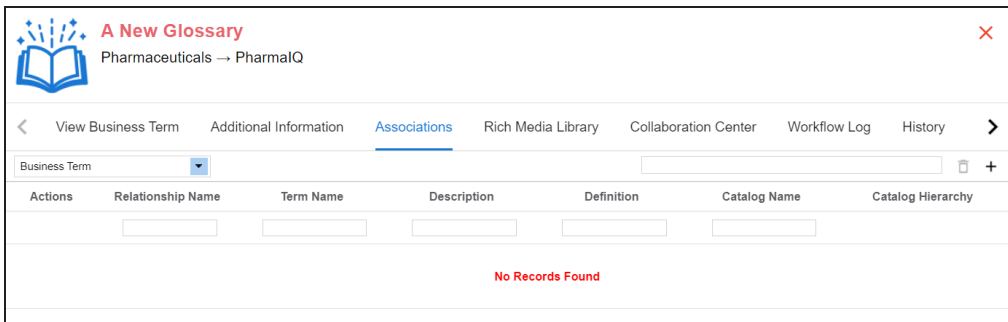 A New Glossary
Pharmaceuticals → PharmaIQ
View Business Term Additional Information Associations Rich Media Library Collaboration Center Workflow Log History
Business Term
Actions Relationship Name Term Name Description Definition Catalog Name Catalog Hierarchy
No Records Found